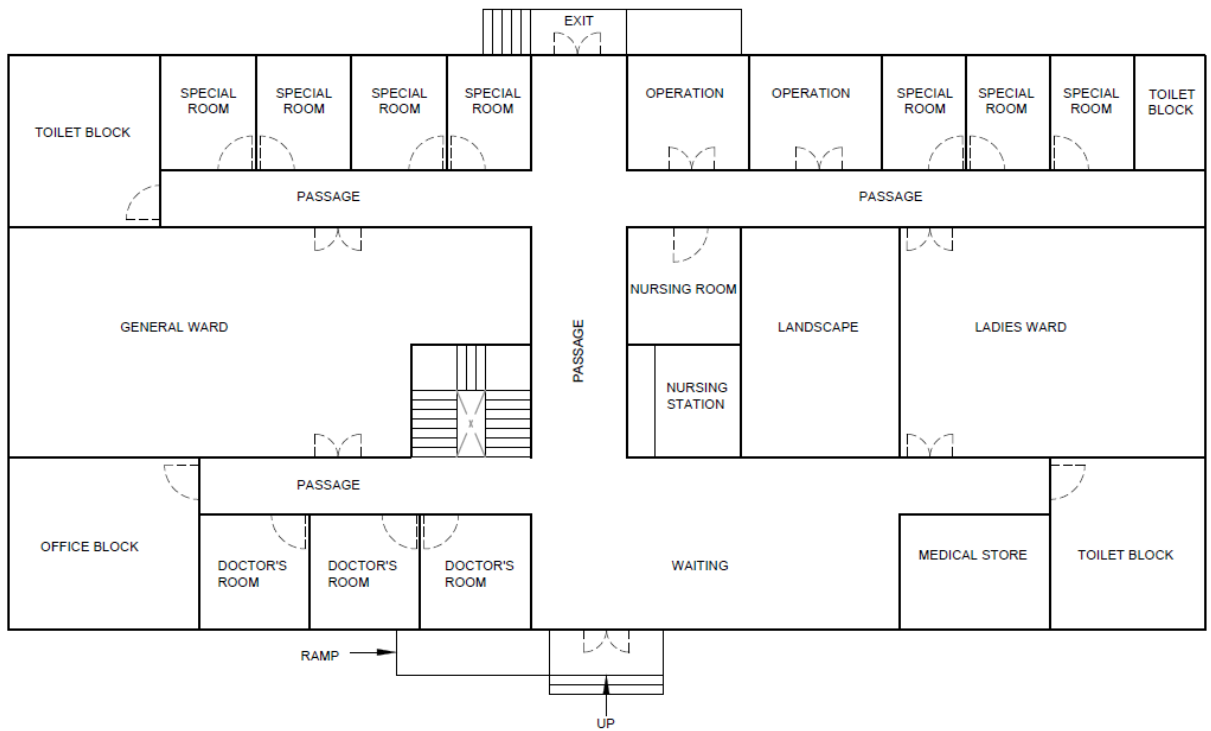 EXIT
TOILET BLOCK
SPECIAL
ROOM
SPECIAL
ROOM
SPECIAL
ROOM
SPECIAL
ROOM
OPERATION
OPERATION
SPECIAL
ROOM
SPECIAL
ROOM
SPECIAL
ROOM
TOILET
BLOCK
PASSAGE
PASSAGE
GENERAL WARD
PASSAGE
NURSING ROOM
LANDSCAPE
LADIES WARD
NURSING
STATION
PASSAGE
OFFICE BLOCK
DOCTOR'S
ROOM
DOCTOR'S
ROOM
DOCTOR'S
ROOM
WAITING
MEDICAL STORE
TOILET BLOCK
RAMP
UP